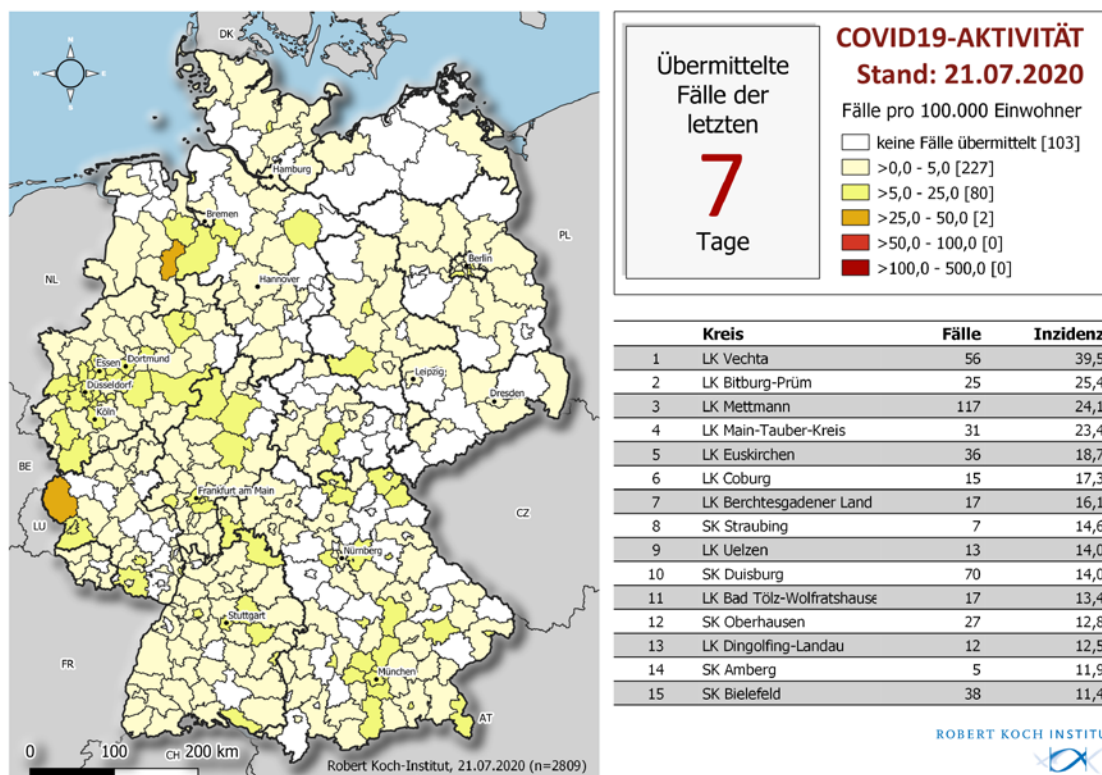 DK
N
W
E
S
Hamburg
Bremen
PL
Berlin
Hannover
NL
Essen
Dortmund
Düsseldorf
Leipzig
Dresden
Köln
BE
Frankfurt am Main
LU
CZ
Nürnberg
Stuttgart
FR
München
AT
CH
0 100 200 km
Robert Koch-Institut, 21.07.2020 (n=2809)
Übermittelte
Fälle der
letzten
7
Tage
COVID19-AKTIVITÄT
Stand: 21.07.2020
Fälle pro 100.000 Einwohner
keine Fälle übermittelt [103]
>0,0 - 5,0 [227]
>5,0 - 25,0 [80]
>25,0 - 50,0 [2]
>50,0 - 100,0 [0]
>100,0 - 500,0 [0]
Kreis Fälle Inzidenz
1 LK Vechta 56 39,5
2 LK Bitburg-Prüm 25 25,4
3 LK Mettmann 117 24,1
4 LK Main-Tauber-Kreis 31 23,4
5 LK Euskirchen 36 18,7
6 LK Coburg 15 17,3
7 LK Berchtesgadener Land 17 16,1
8 SK Straubing 7 14,6
9 LK Uelzen 13 14,0
10 SK Duisburg 70 14,0
11 LK Bad Tölz-Wolfratshause 17 13,4
12 SK Oberhausen 27 12,8
13 LK Dingolfing-Landau 12 12,5
14 SK Amberg 5 11,9
15 SK Bielefeld 38 11,4
ROBERT KOCH INSTITU